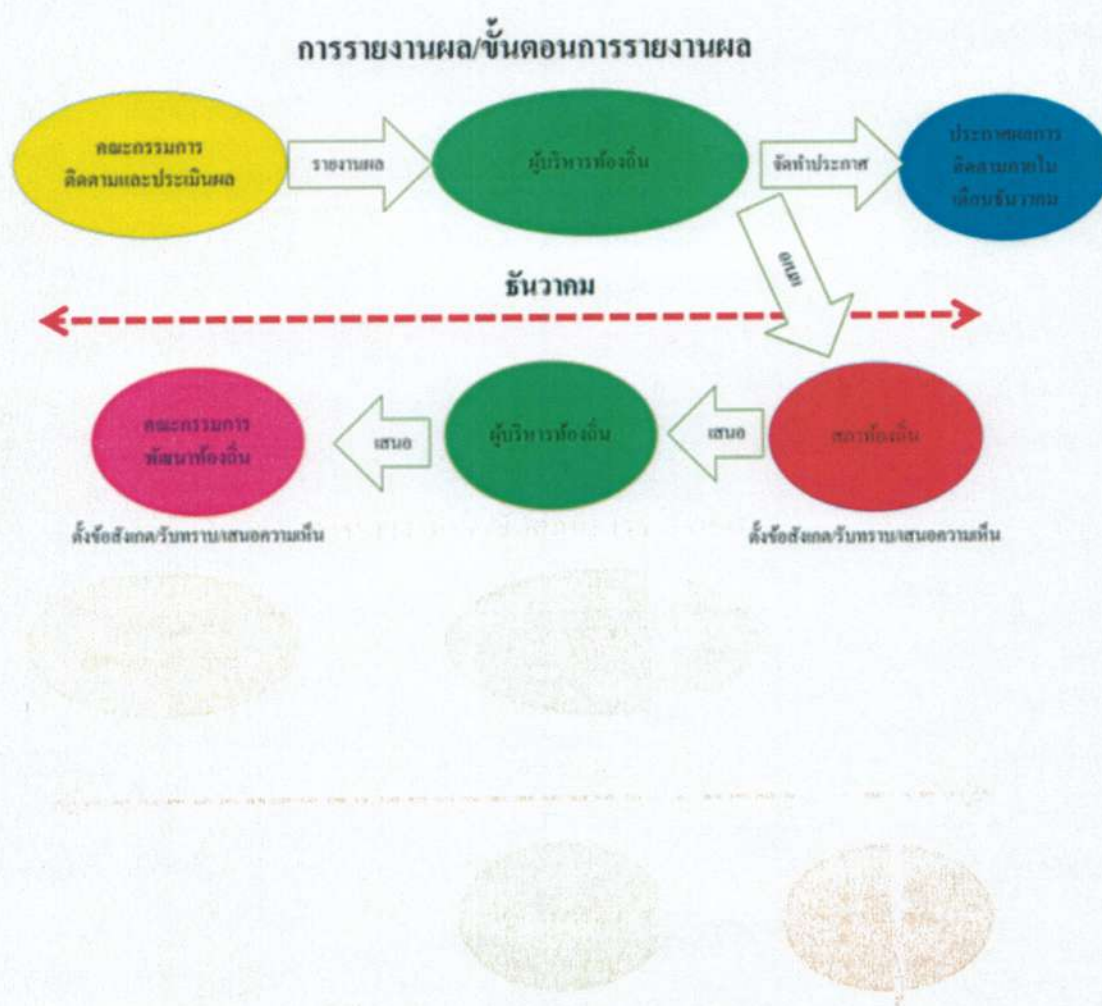 การรายงานผล/ขั้นตอนการรายงานผล
คณะกรรมการ
ติดตามและประเมินผล
รายงานผล
ผู้บริหารท้องถิ่น
จัดทำประกาศ
ประกาศผลการ
ติดตามภายใน
เดือนธันวาคม
เสนอ
ธันวาคม
คณะกรรมการ
พัฒนาท้องถิ่น
เสนอ
ผู้บริหารท้องถิ่น
เสนอ
สภาท้องถิ่น
ตั้งข้อสังเกต/รับทราบ/เสนอความเห็น
ตั้งข้อสังเกต/รับทราบ/เสนอความเห็น